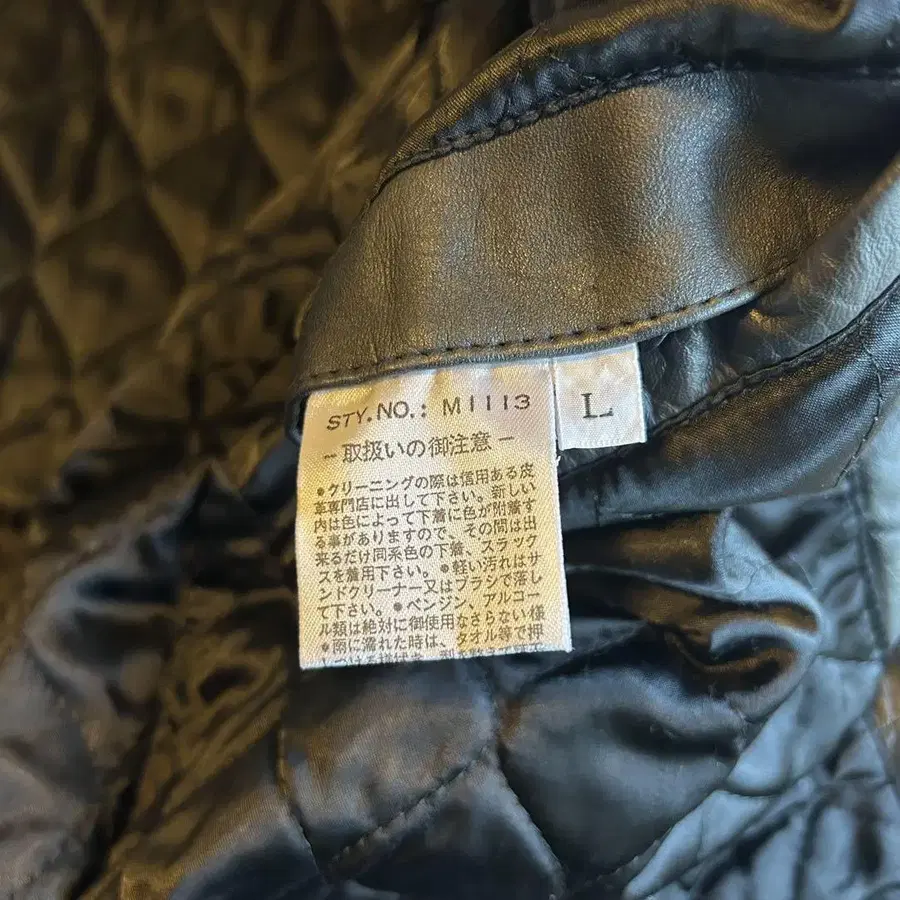 STY.NO.: M1113
L
-取扱いの御注意-
●クリーニングの際は信用ある皮
革専門店に出して下さい。新しい
内は色によって下着に色が附着す
る事がありますので、その間は出
来るだけ同系色の下着、スラック
スを着用下さい。●軽い汚れはサ
ンドクリーナー又はブラシで落し
て下さい。●ベンジン、アルコー
ル類は絶対に御使用なさらない様
●雨に濡れた時は、タオル等で押